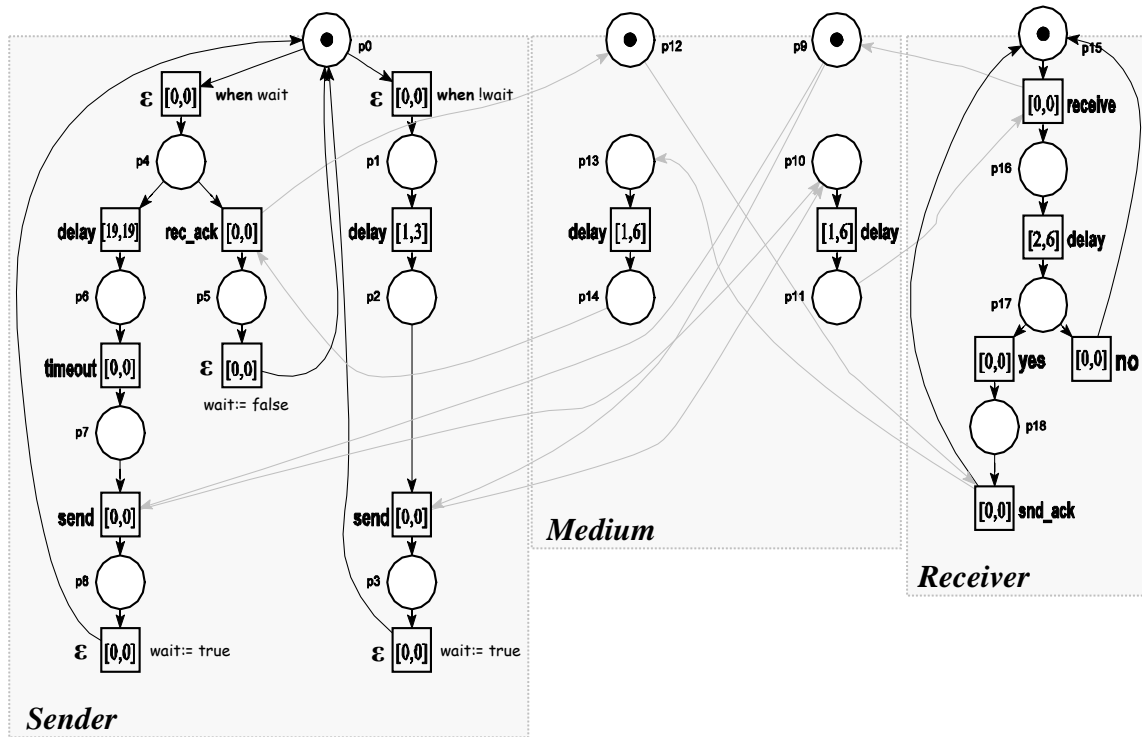 p0
p12
p9
p15
ε [0,0] when wait
ε [0,0] when !wait
[0,0] receive
p4
p1
p13
p10
p16
delay [19,19]
rec_ack [0,0]
delay [1,3]
delay [1,6]
[1,6] delay
[2,6] delay
p6
p5
p2
p14
p11
p17
timeout [0,0]
ε [0,0]
wait:= false
[0,0] yes
[0,0] no
p7
p18
send [0,0]
send [0,0]
[0,0] snd_ack
Medium
Receiver
p8
p3
ε [0,0] wait:= true
ε [0,0] wait:= true
Sender